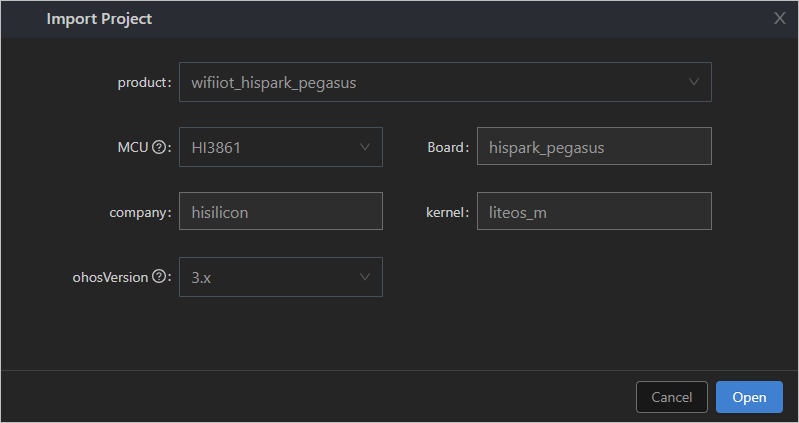 Import Project
product: wifiiot_hispark_pegasus
MCU ?: HI3861 Board: hispark_pegasus
company: hisilicon kernel: liteos_m
ohosVersion ?: 3.x
Cancel Open